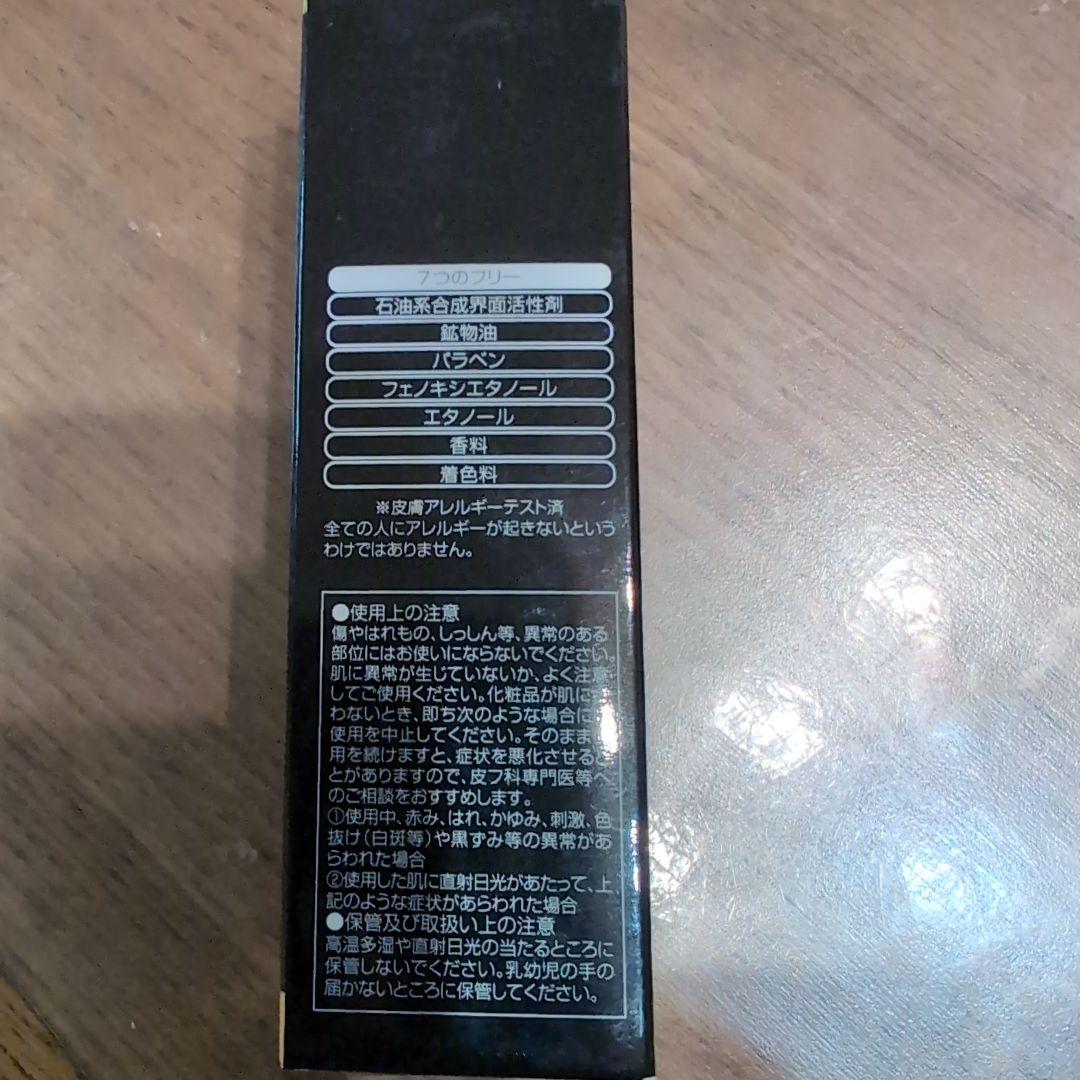 7つのフリー
石油系合成界面活性剤
鉱物油
パラベン
フェノキシエタノール
エタノール
香料
着色料
※皮膚アレルギーテスト済
全ての人にアレルギーが起きないという
わけではありません。
●使用上の注意
傷やはれもの、しっしん等、異常のある
部位にはお使いにならないでください。
肌に異常が生じていないか、よく注意
してご使用ください。化粧品が肌に
わないとき、即ち次のような場合に
使用を中止してください。そのまま
用を続けますと、症状を悪化させるこ
とがありますので、皮フ科専門医等へ
のご相談をおすすめします。
①使用中、赤み、はれ、かゆみ、刺激、色
抜け(白斑等)や黒ずみ等の異常があ
らわれた場合
②使用した肌に直射日光があたって、上
記のような症状があらわれた場合
●保管及び取扱い上の注意
高温多湿や直射日光の当たるところに
保管しないでください。乳幼児の手の
届かないところに保管してください。